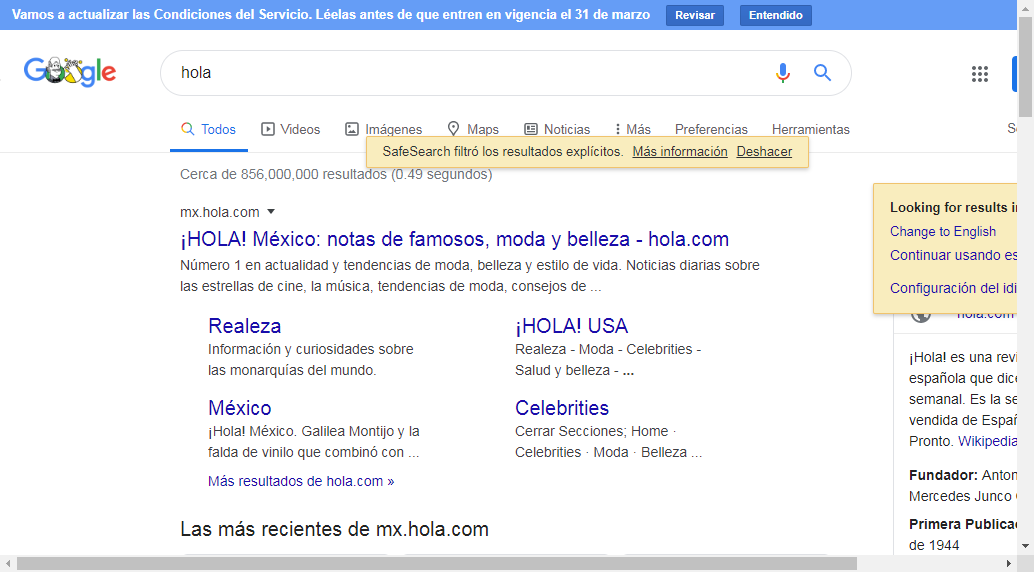 Vamos a actualizar las Condiciones del Servicio. Léelas antes de que entren en vigencia el 31 de marzo Revisar Entendido
Google
hola
Todos Videos Imágenes Maps Noticias Más Preferencias Herramientas
SafeSearch filtró los resultados explícitos. Más información Deshacer
Cerca de 856,000,000 resultados (0.49 segundos)
mx.hola.com
¡HOLA! México: notas de famosos, moda y belleza - hola.com
Número 1 en actualidad y tendencias de moda, belleza y estilo de vida. Noticias diarias sobre
las estrellas de cine, la música, tendencias de moda, consejos de ...
Realeza
Información y curiosidades sobre
las monarquías del mundo.
¡HOLA! USA
Realeza - Moda - Celebrities -
Salud y belleza - ...
México
¡Hola! México. Galilea Montijo y la
falda de vinilo que combinó con ...
Celebrities
Cerrar Secciones; Home ·
Celebrities · Moda · Belleza ...
Más resultados de hola.com »
Las más recientes de mx.hola.com
Looking for results
Change to English
Continuar usando es
Configuración del idi
hola.com
¡Hola! es una revi
española que dice
semanal. Es la se
vendida de Españ
Pronto. Wikipedia
Fundador: Anton
Mercedes Junco
Primera Publica
de 1944